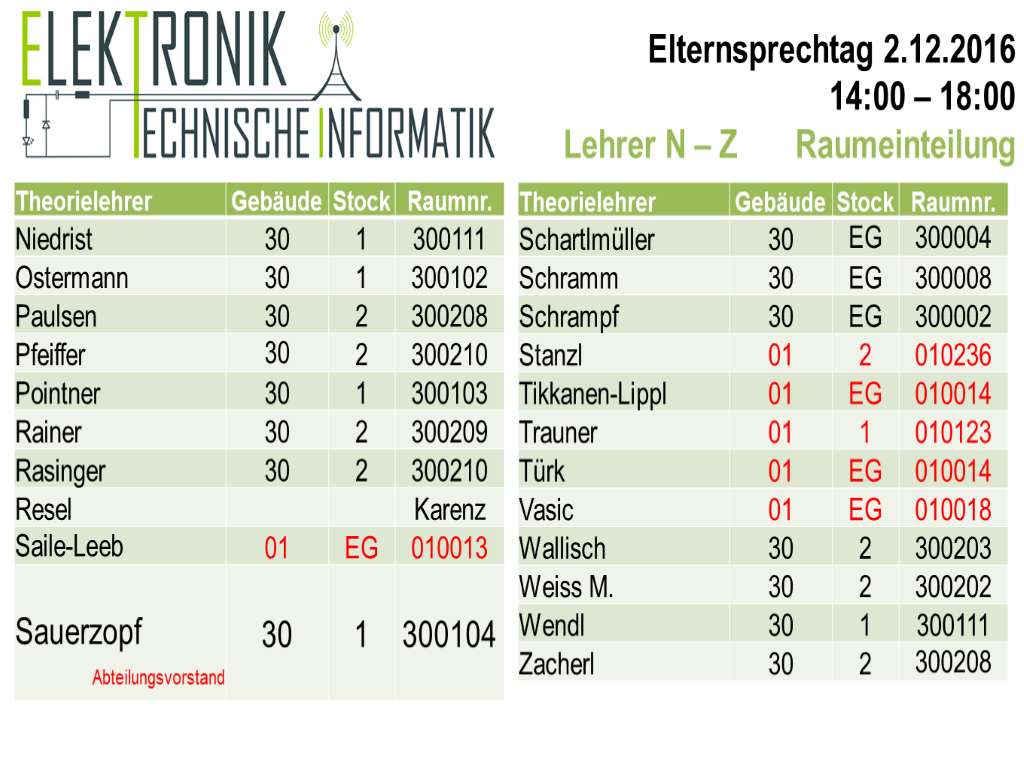 ELEKTRONIK
TECHNISCHE INFORMATIK
Elternsprechtag 2.12.2016
14:00 – 18:00
Lehrer N – Z Raumeinteilung
Theorielehrer Gebäude Stock Raumnr.
Niedrist 30 1 300111
Ostermann 30 1 300102
Paulsen 30 2 300208
Pfeiffer 30 2 300210
Pointner 30 1 300103
Rainer 30 2 300209
Rasinger 30 2 300210
Resel Karenz
Saile-Leeb 01 EG 010013
Sauerzopf 30 1 300104
Abteilungsvorstand
Theorielehrer Gebäude Stock Raumnr.
Schartlmüller 30 EG 300004
Schramm 30 EG 300008
Schrampf 30 EG 300002
Stanzl 01 2 010236
Tikkanen-Lippl 01 EG 010014
Trauner 01 1 010123
Türk 01 EG 010014
Vasic 01 EG 010018
Wallisch 30 2 300203
Weiss M. 30 2 300202
Wendl 30 1 300111
Zacherl 30 2 300208